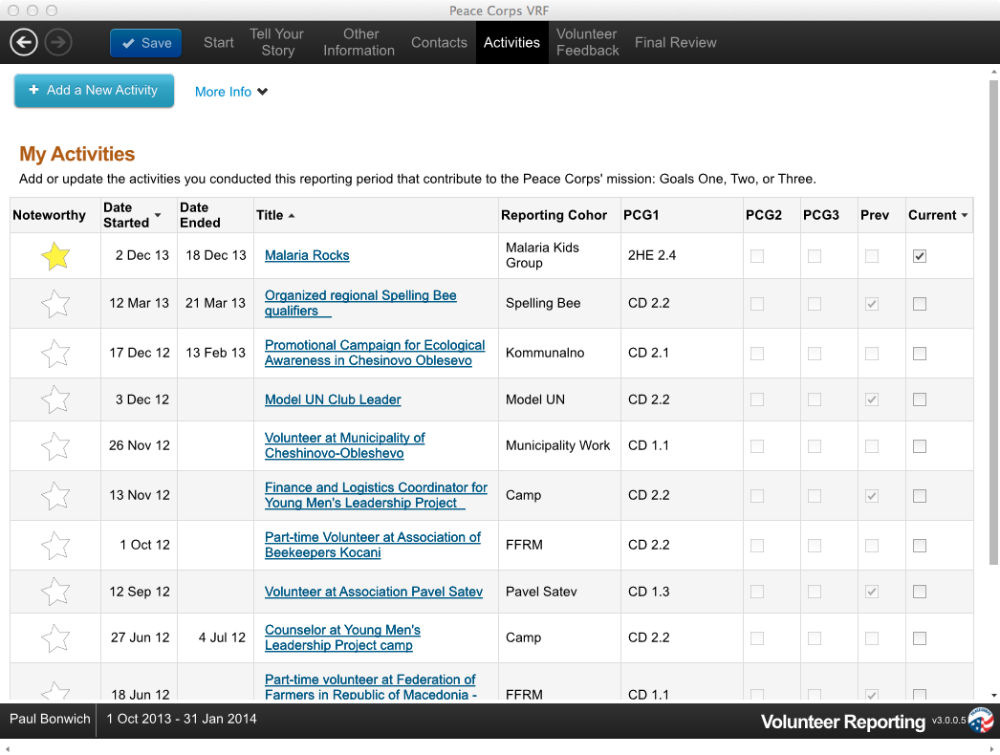 Peace Corps VRF
Save
Start
Tell Your
Story
Other
Information
Contacts
Activities
Volunteer
Feedback
Final Review
+ Add a New Activity
More Info
My Activities
Add or update the activities you conducted this reporting period that contribute to the Peace Corps' mission: Goals One, Two, or Three.
Noteworthy
Date
Started
Date
Ended
Title
Reporting Cohor
PCG1
PCG2
PCG3
Prev
Current
2 Dec 13
18 Dec 13
Malaria Rocks
Malaria Kids
Group
2HE 2.4
12 Mar 13
21 Mar 13
Organized regional Spelling Bee
qualifiers
Spelling Bee
CD 2.2
17 Dec 12
13 Feb 13
Promotional Campaign for Ecological
Awareness in Chesinovo Oblesevo
Kommunalno
CD 2.1
3 Dec 12
Model UN Club Leader
Model UN
CD 2.2
26 Nov 12
Volunteer at Municipality of
Cheshinovo-Obleshevo
Municipality Work
CD 1.1
13 Nov 12
Finance and Logistics Coordinator for
Young Men's Leadership Project
Camp
CD 2.2
1 Oct 12
Part-time Volunteer at Association of
Beekeepers Kocani
FFRM
CD 2.2
12 Sep 12
Volunteer at Association Pavel Satev
Pavel Satev
CD 1.3
27 Jun 12
4 Jul 12
Counselor at Young Men's
Leadership Project camp
Camp
CD 2.2
18 Jun 12
Part-time volunteer at Federation of
Farmers in Republic of Macedonia -
FFRM
CD 1.1
Paul Bonwich
1 Oct 2013 - 31 Jan 2014
Volunteer Reporting
v3.0.0.5